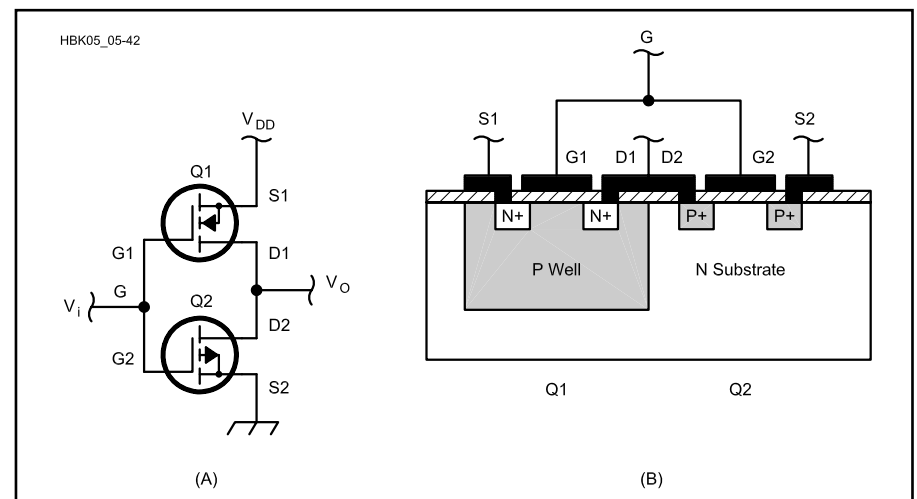 HBK05_05-42
V DD
Q1
S1
G1
D1
G
V i
V O
Q2
D2
G2
S2
(A)
G
S1
S2
G1
D1
D2
G2
N+
N+
P+
P+
P Well
N Substrate
Q1
Q2
(B)